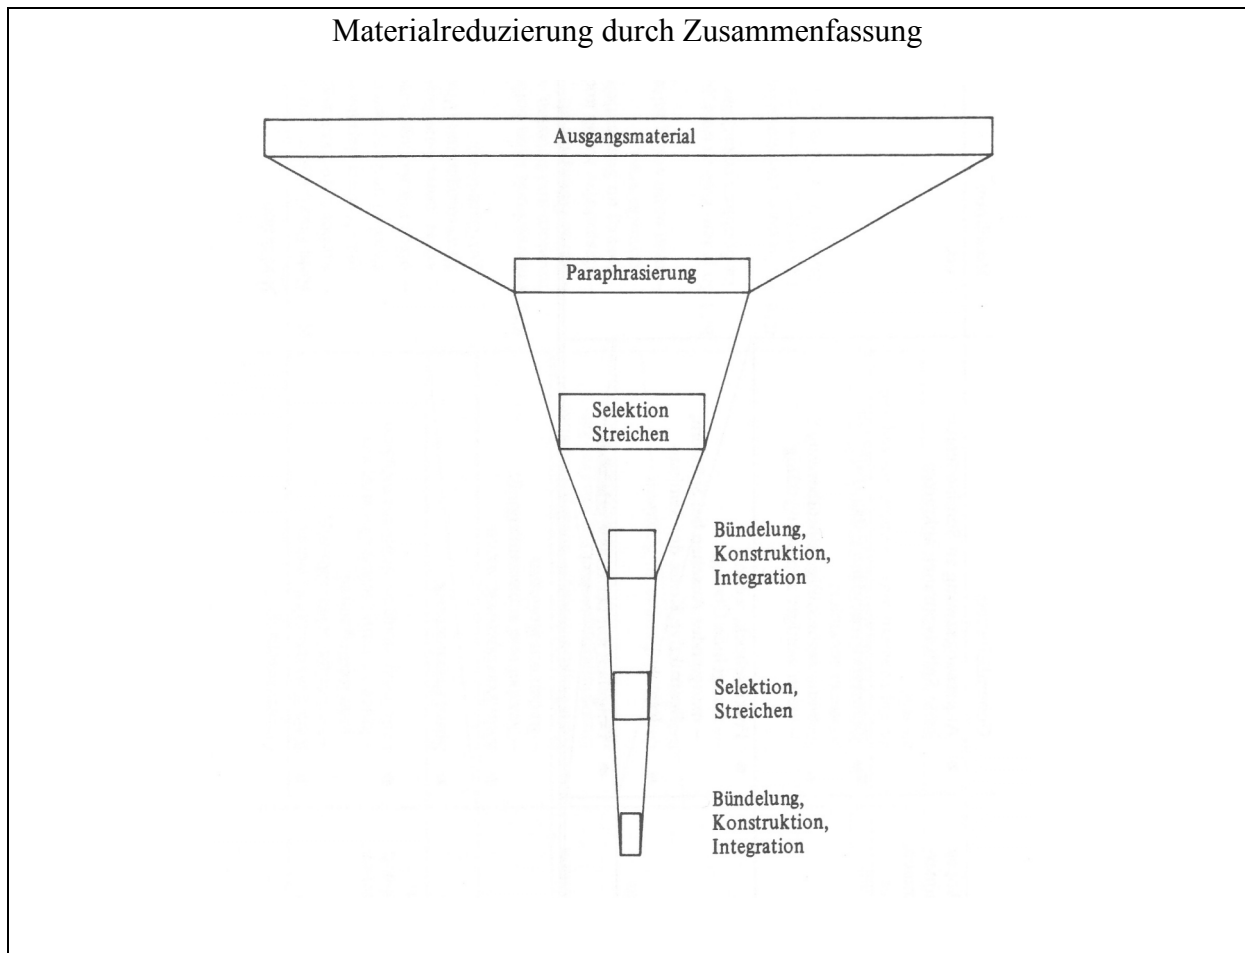 Materialreduzierung durch Zusammenfassung
Ausgangsmaterial
Paraphrasierung
Selektion
Streichen
Bündelung,
Konstruktion,
Integration
Selektion,
Streichen
Bündelung,
Konstruktion,
Integration